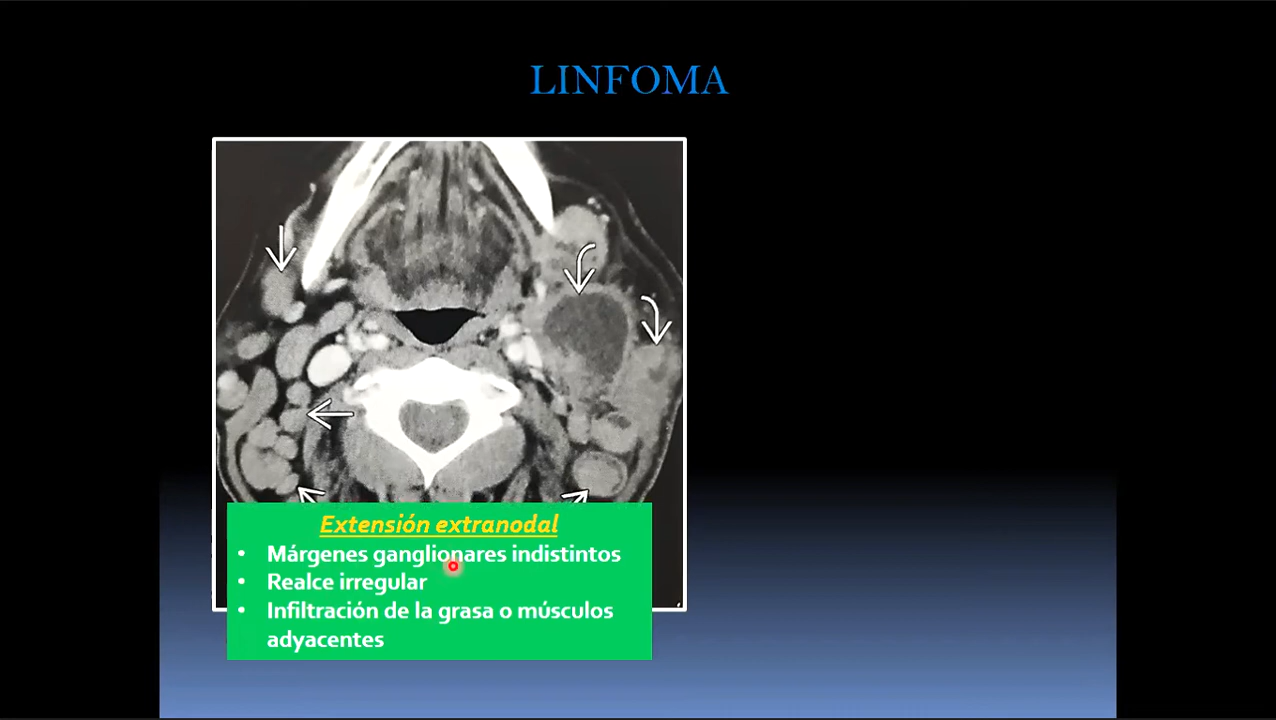 LINFOMA
Extensión extranodal
• Márgenes ganglionares indistintos
• Realce irregular
• Infiltración de la grasa o músculos
adyacentes